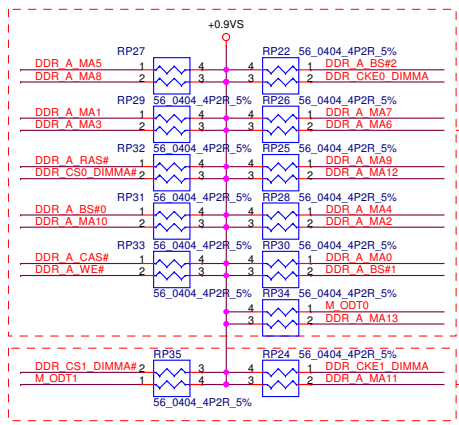 +0.9VS
RP27 RP22 56_0404_4P2R_5%
DDR_A_MA5 1 4 4 1 DDR_A_BS#2
DDR_A_MA8 2 3 3 2 DDR_CKE0_DIMMA
RP29 56_0404_4P2R_5% RP26 56_0404_4P2R_5%
DDR_A_MA1 1 4 4 1 DDR_A_MA7
DDR_A_MA3 2 3 3 2 DDR_A_MA6
RP32 56_0404_4P2R_5% RP25 56_0404_4P2R_5%
DDR_A_RAS# 1 4 4 1 DDR_A_MA9
DDR_CS0_DIMMA# 2 3 3 2 DDR_A_MA12
RP31 56_0404_4P2R_5% RP28 56_0404_4P2R_5%
DDR_A_BS#0 1 4 4 1 DDR_A_MA4
DDR_A_MA10 2 3 3 2 DDR_A_MA2
RP33 56_0404_4P2R_5% RP30 56_0404_4P2R_5%
DDR_A_CAS# 1 4 4 1 DDR_A_MA0
DDR_A_WE# 2 3 3 2 DDR_A_BS#1
56_0404_4P2R_5% RP34 56_0404_4P2R_5%
4 1 M_ODT0
3 2 DDR_A_MA13
RP35 RP24 56_0404_4P2R_5%
DDR_CS1_DIMMA# 2 3 4 1 DDR_CKE1_DIMMA
M_ODT1 1 4 3 2 DDR_A_MA11
56_0404_4P2R_5%